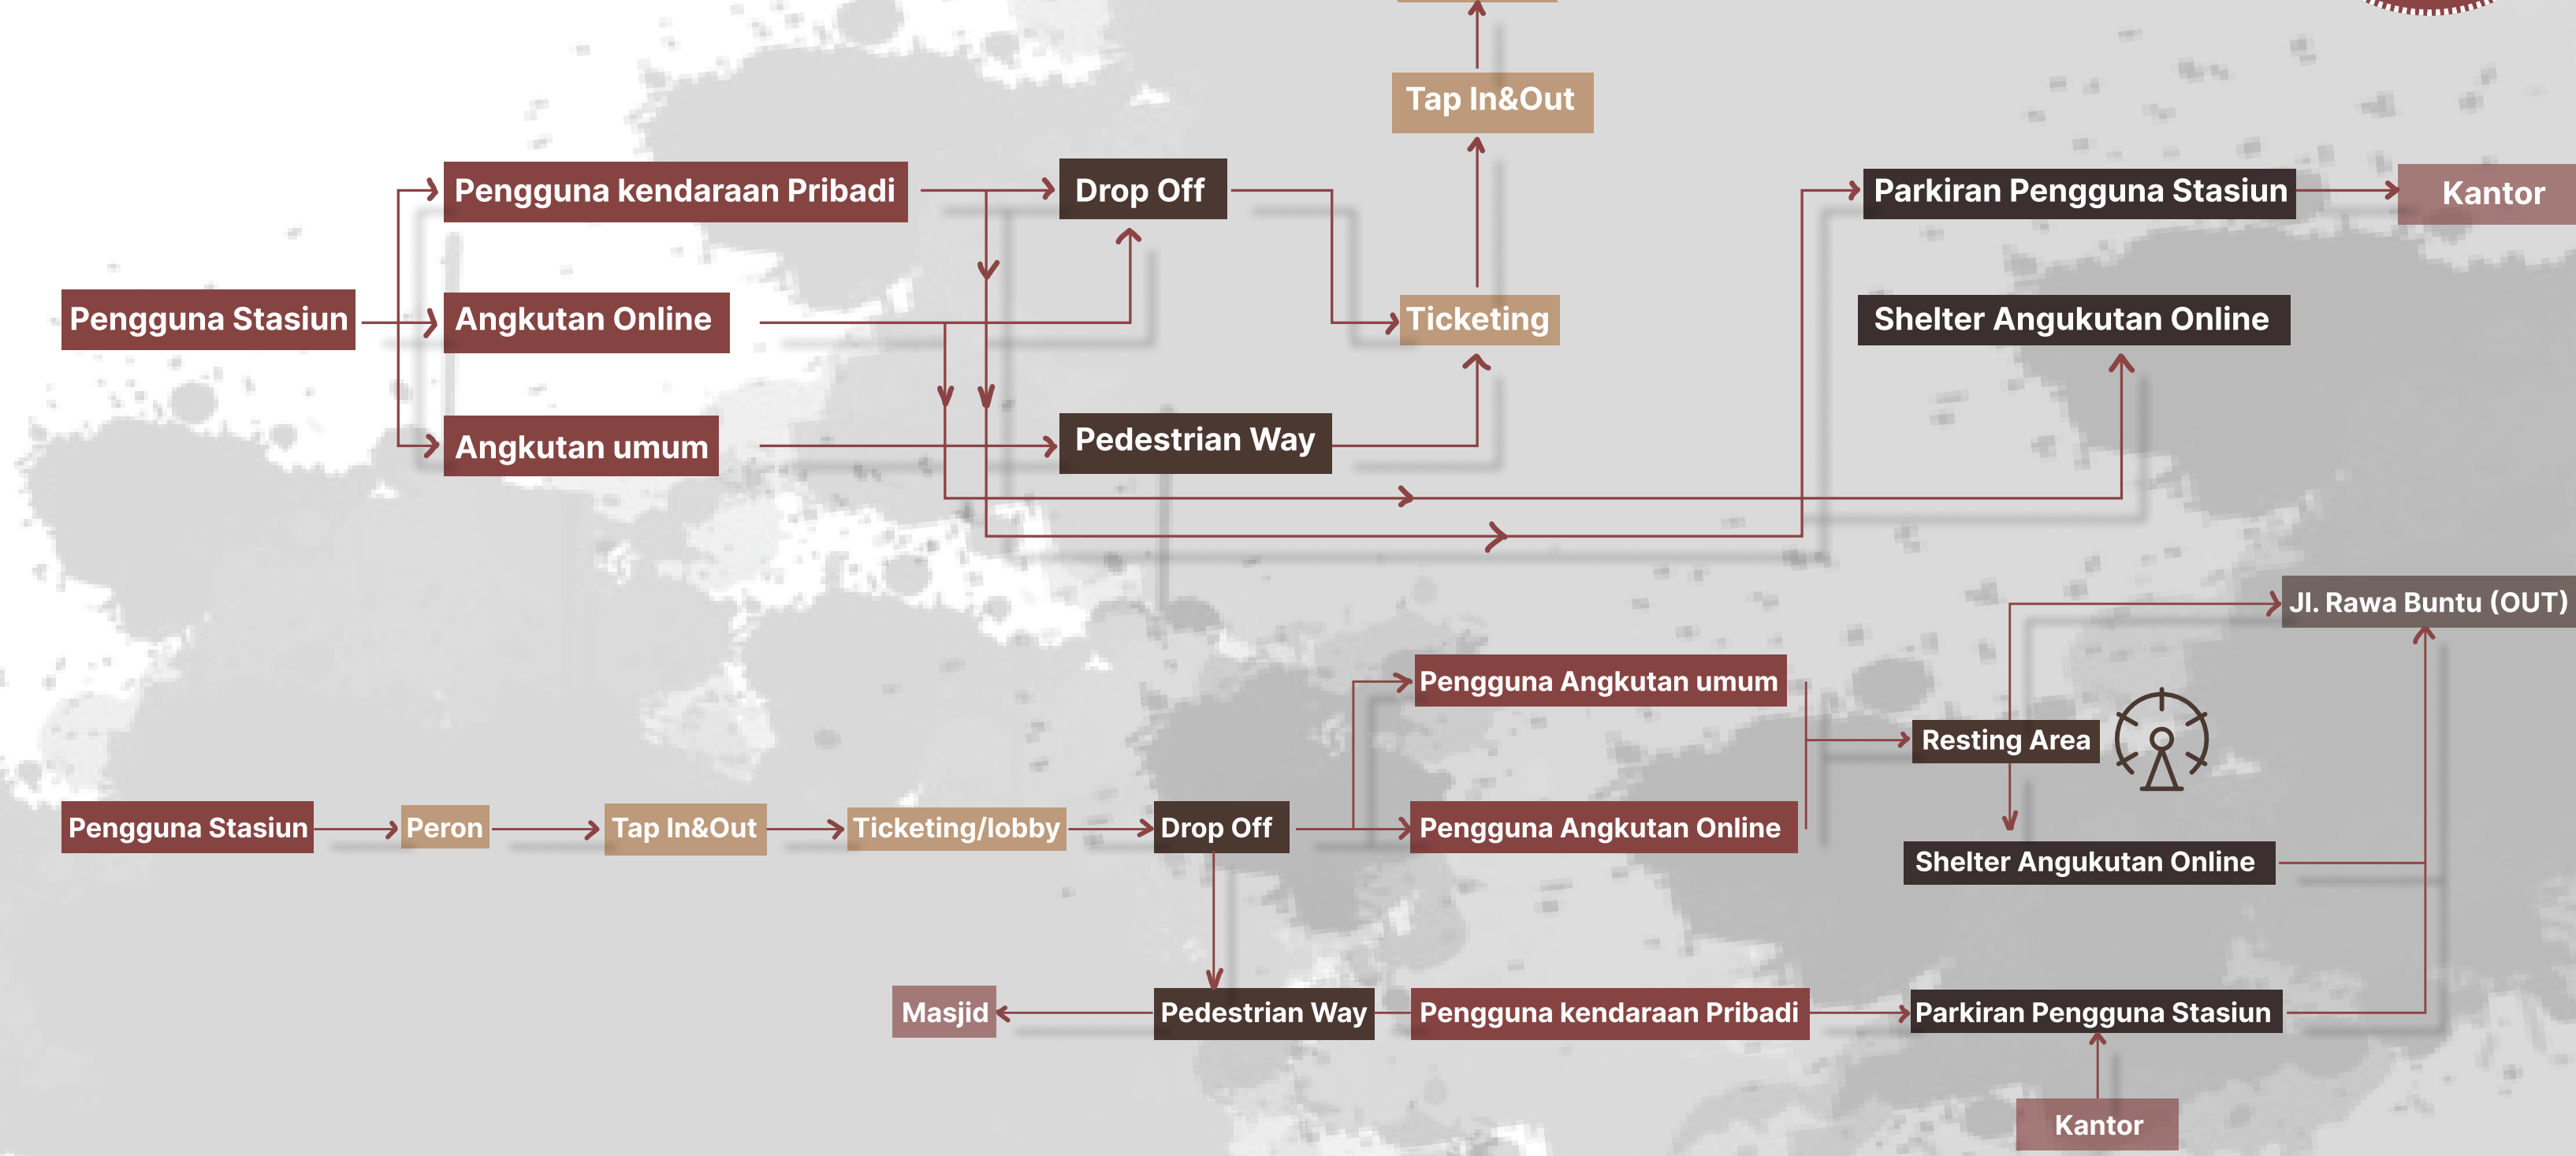 Tap In&Out
Pengguna kendaraan Pribadi
Drop Off
Parkiran Pengguna Stasiun
Kantor
Pengguna Stasiun
Angkutan Online
Ticketing
Shelter Angukutan Online
Angkutan umum
Pedestrian Way
Jl. Rawa Buntu (OUT)
Pengguna Angkutan umum
Resting Area
Pengguna Stasiun
Peron
Tap In&Out
Ticketing/lobby
Drop Off
Pengguna Angkutan Online
Shelter Angukutan Online
Masjid
Pedestrian Way
Pengguna kendaraan Pribadi
Parkiran Pengguna Stasiun
Kantor